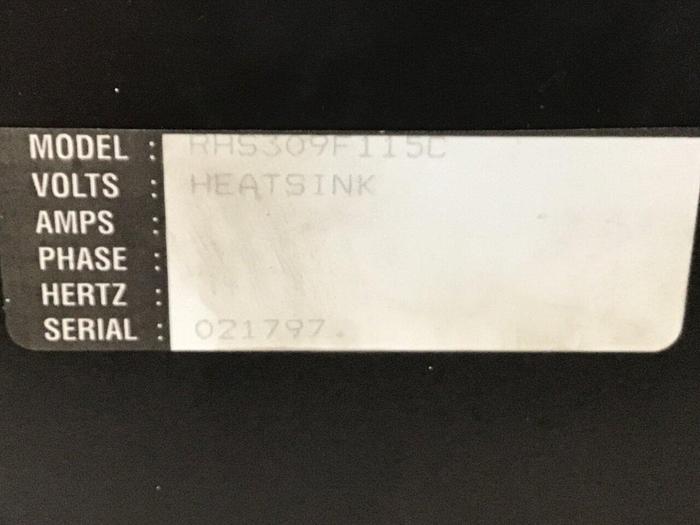 MODEL : RHS309F115C
VOLTS : HEATSINK
AMPS :
PHASE :
HERTZ :
SERIAL : 021797.